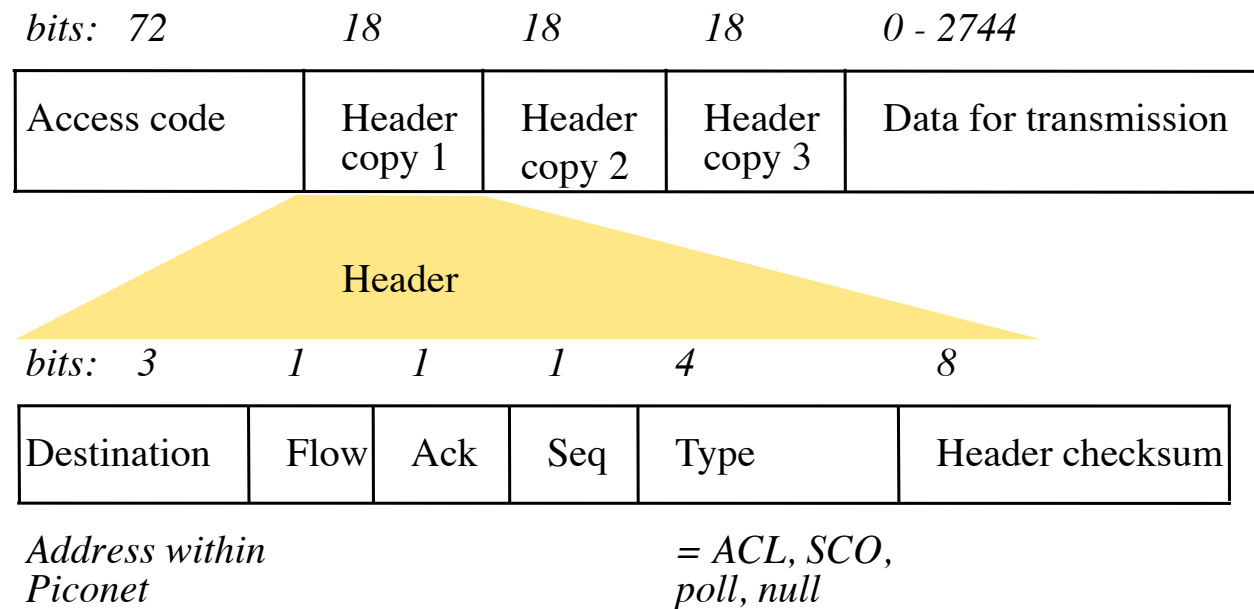 bits: 72 18 18 18 0 - 2744
Access code Header Header Header Data for transmission
copy 1 copy 2 copy 3
Header
bits: 3 1 1 1 4 8
Destination Flow Ack Seq Type Header checksum
Address within = ACL, SCO,
Piconet poll, null